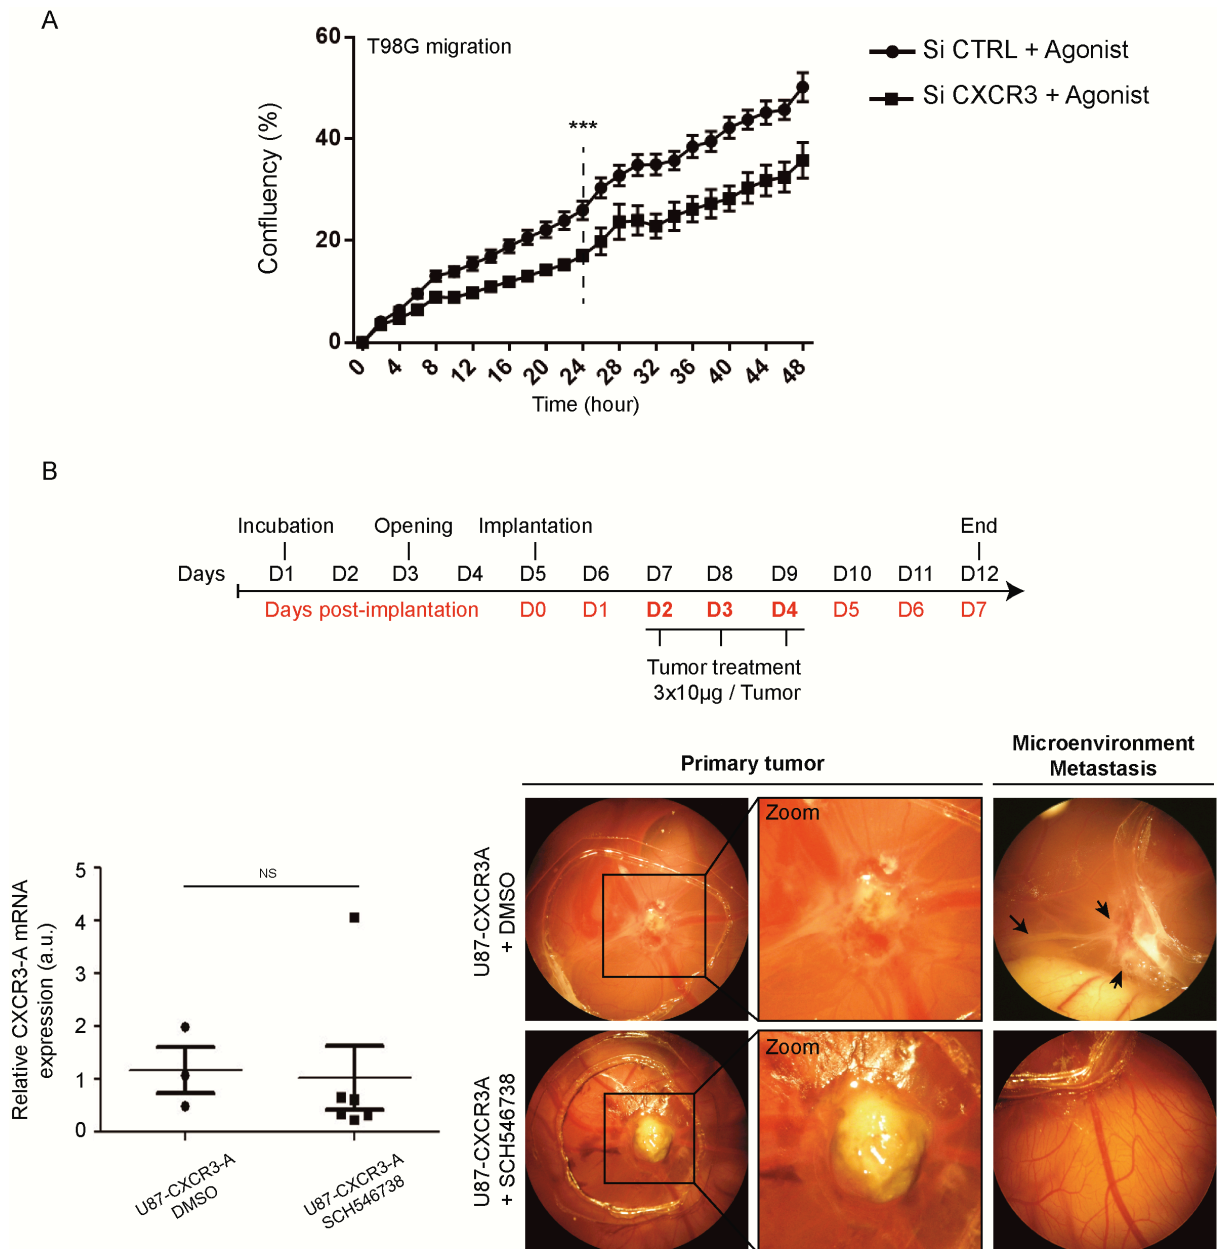 A
T98G migration
Si CTRL + Agonist
Si CXCR3 + Agonist
***
Confluency (%)
60
40
20
0
0 4 8 12 16 20 24 28 32 36 40 44 48
Time (hour)
B
Incubation Opening Implantation End
Days D1 D2 D3 D4 D5 D6 D7 D8 D9 D10 D11 D12
Days post-implantation D0 D1 D2 D3 D4 D5 D6 D7
Tumor treatment
3x10µg / Tumor
Relative CXCR3-A mRNA
expression (a.u.)
5
4
3
2
1
0
NS
U87-CXCR3-A
DMSO
U87-CXCR3-A
SCH546738
Primary tumor
Microenvironment
Metastasis
U87-CXCR3A
+ DMSO
Zoom
U87-CXCR3A
+ SCH546738
Zoom